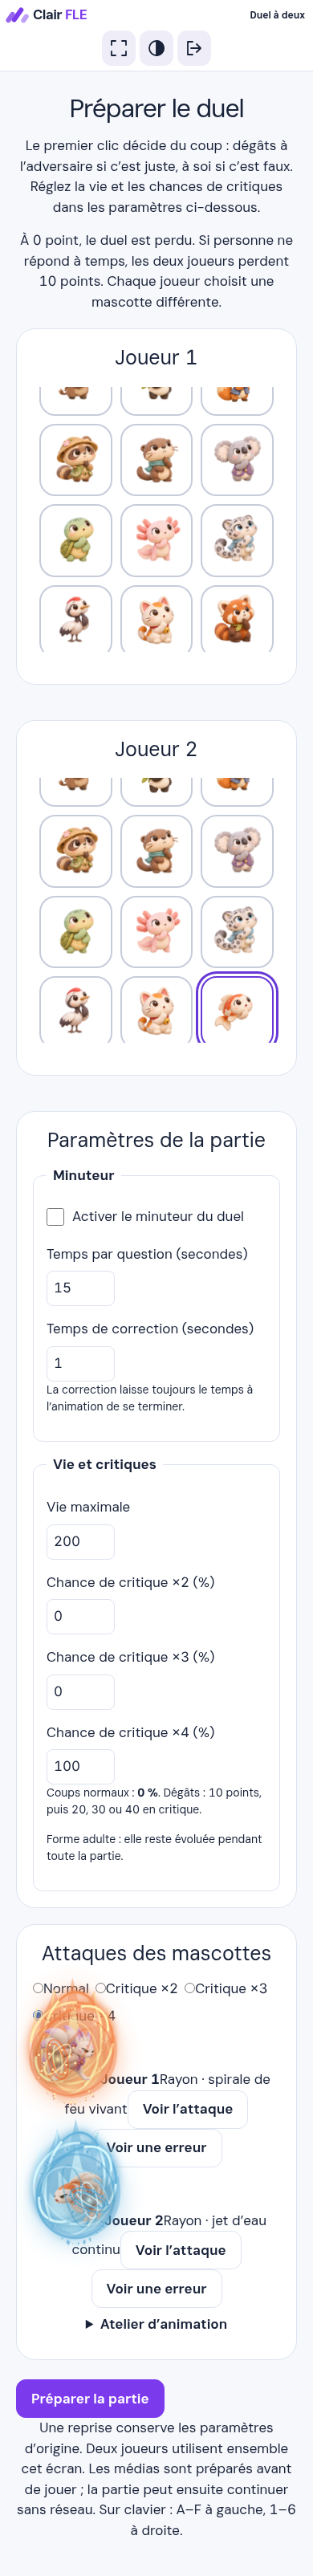 Clair FLE
Duel à deux
Préparer le duel
Le premier clic décide du coup : dégâts à
l’adversaire si c’est juste, à soi si c’est faux.
Réglez la vie et les chances de critiques
dans les paramètres ci-dessous.
À 0 point, le duel est perdu. Si personne ne
répond à temps, les deux joueurs perdent
10 points. Chaque joueur choisit une
mascotte différente.
Joueur 1
Joueur 2
Paramètres de la partie
Minuteur
Activer le minuteur du duel
Temps par question (secondes)
15
Temps de correction (secondes)
1
La correction laisse toujours le temps à
l’animation de se terminer.
Vie et critiques
Vie maximale
200
Chance de critique ×2 (%)
0
Chance de critique ×3 (%)
0
Chance de critique ×4 (%)
100
Coups normaux : 0 %. Dégâts : 10 points,
puis 20, 30 ou 40 en critique.
Forme adulte : elle reste évoluée pendant
toute la partie.
Attaques des mascottes
Normal Critique ×2 Critique ×3
Critique ×4
Joueur 1 Rayon · spirale de
feu vivant Voir l’attaque
Voir une erreur
Joueur 2 Rayon · jet d’eau
continu Voir l’attaque
Voir une erreur
Atelier d’animation
Préparer la partie
Une reprise conserve les paramètres
d’origine. Deux joueurs utilisent ensemble
cet écran. Les médias sont préparés avant
de jouer ; la partie peut ensuite continuer
sans réseau. Sur clavier : A–F à gauche, 1–6
à droite.